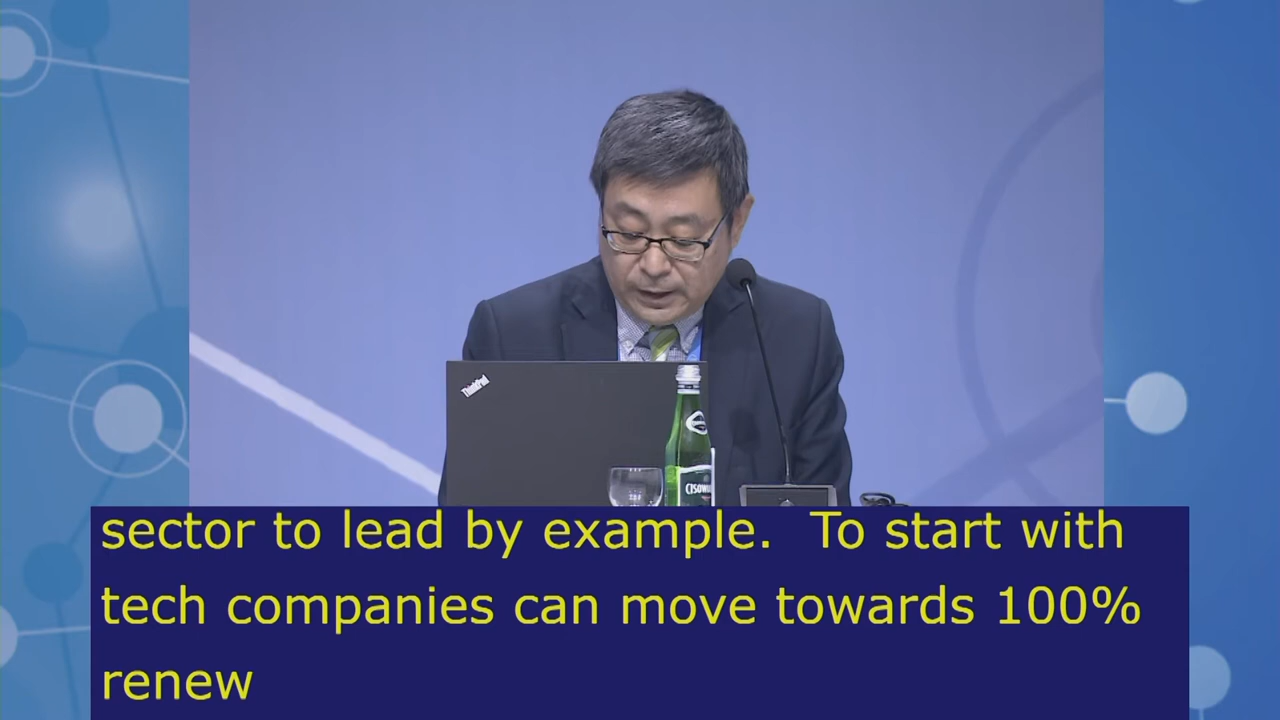 ThinkPad
sector to lead by example.  To start with
tech companies can move towards 100%
renew